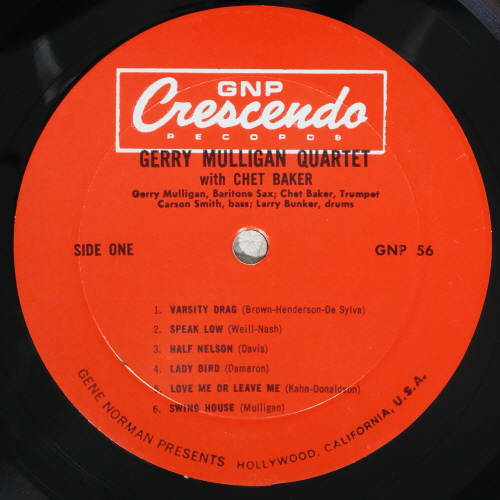 GNP
Crescendo
RECORDS
GERRY MULLIGAN QUARTET
with CHET BAKER
Gerry Mulligan, Baritone Sax; Chet Baker, Trumpet
Carson Smith, bass; Larry Bunker, drums
SIDE ONE
GNP 56
1. VARSITY DRAG (Brown-Henderson-De Sylva)
2. SPEAK LOW (Weill-Nash)
3. HALF NELSON (Davis)
4. LADY BIRD (Dameron)
5. LOVE ME OR LEAVE ME (Kahn-Donaldson)
6. SWING HOUSE (Mulligan)
GENE NORMAN PRESENTS HOLLYWOOD, CALIFORNIA, U.S.A.